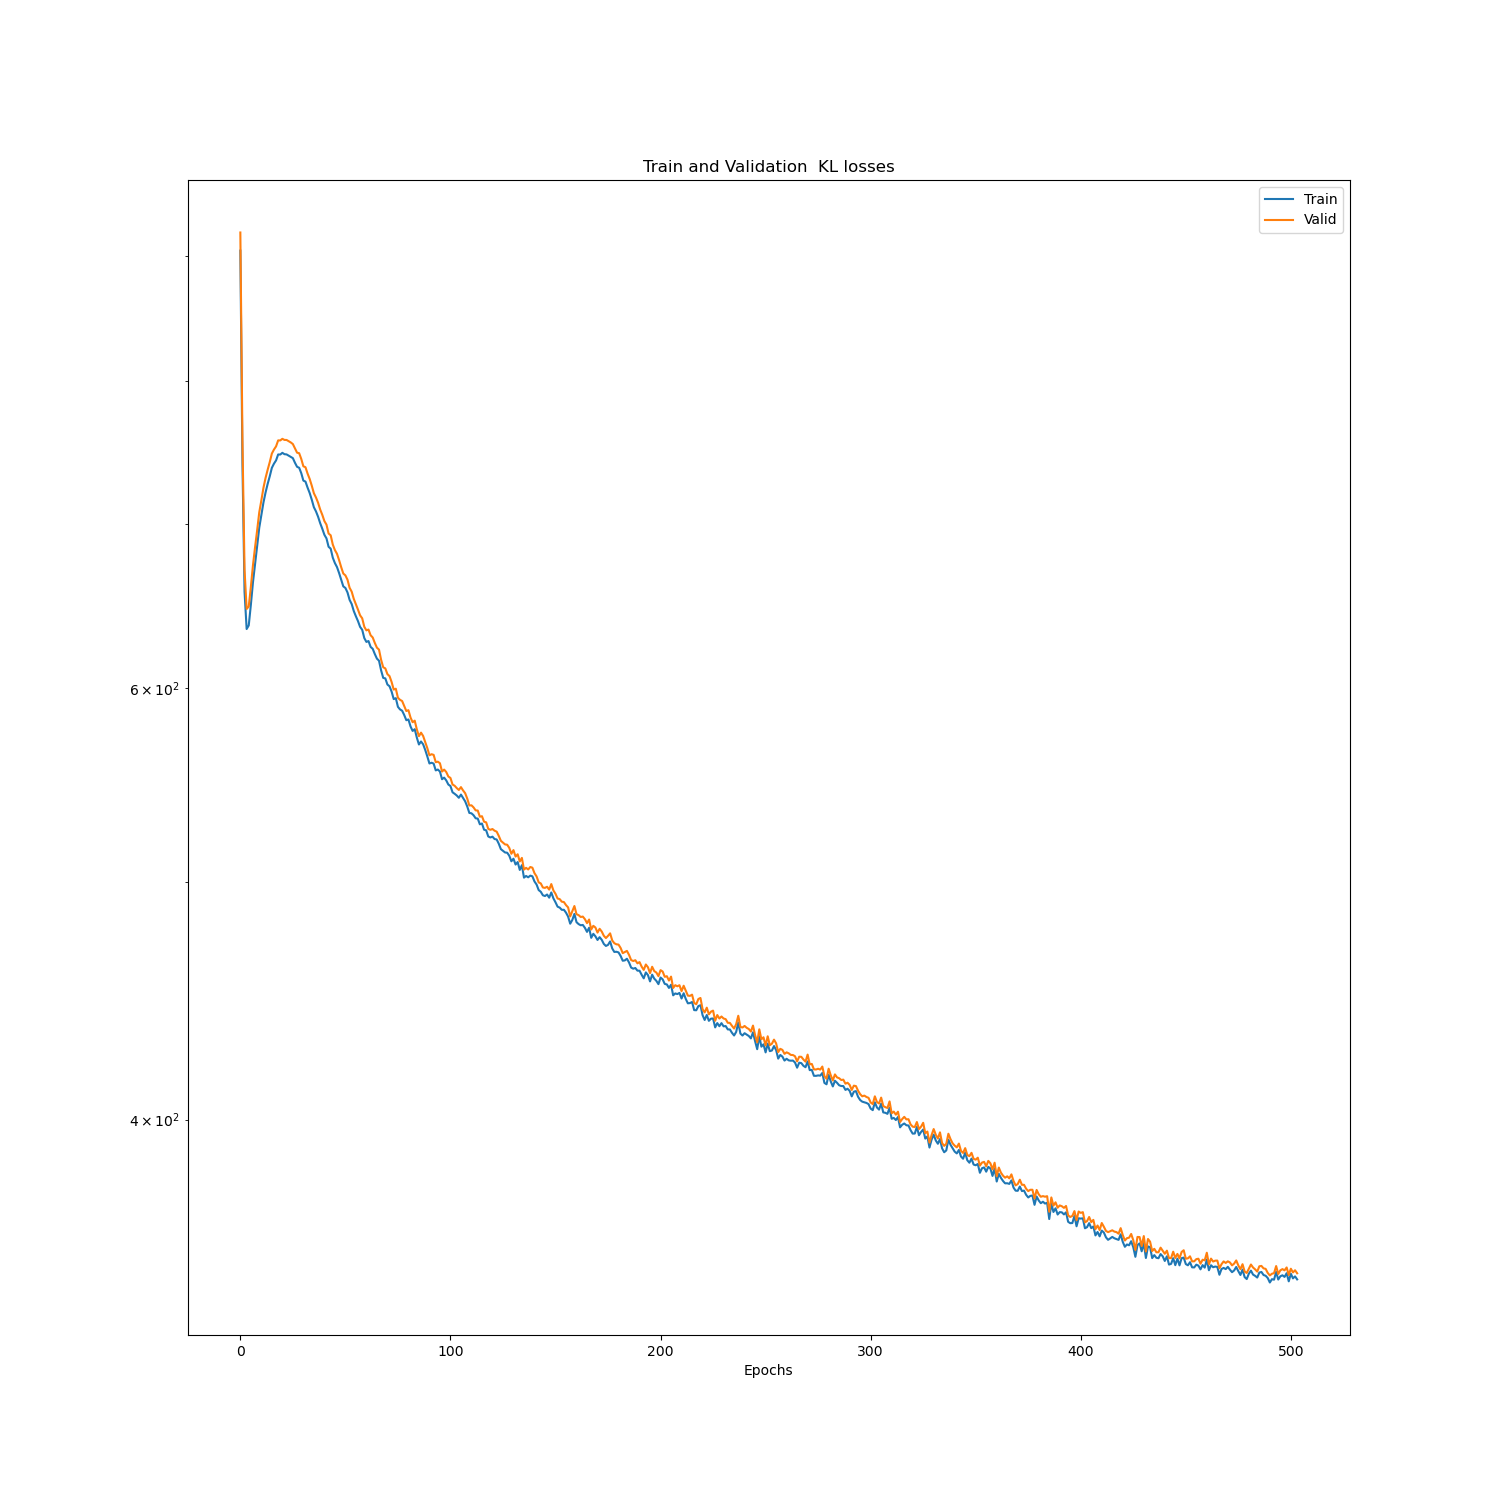 Train and Validation  KL losses
Train
Valid
6 × 10²
4 × 10²
0 100 200 300 400 500
Epochs